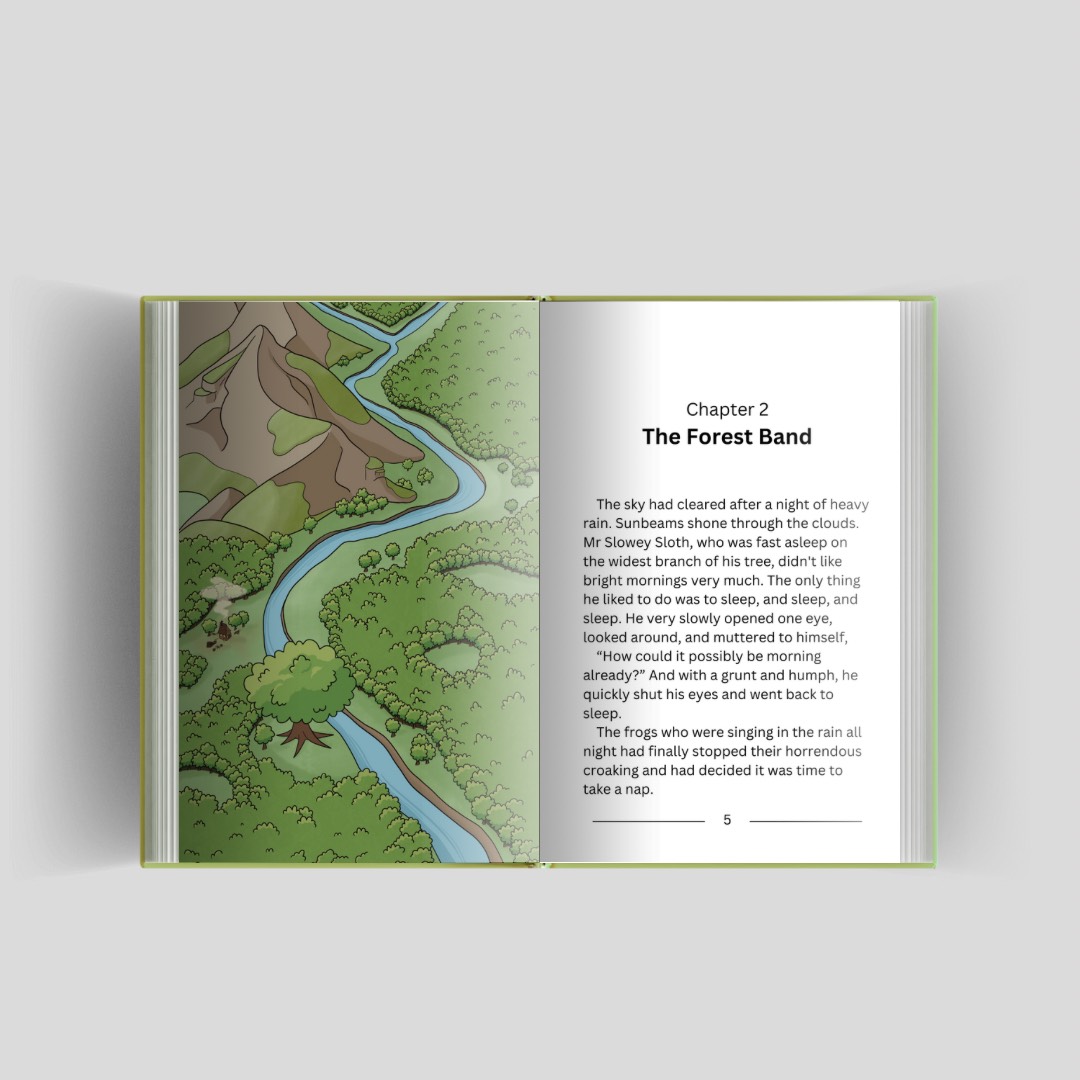 Chapter 2
The Forest Band
The sky had cleared after a night of heavy
rain. Sunbeams shone through the clouds.
Mr Slowey Sloth, who was fast asleep on
the widest branch of his tree, didn't like
bright mornings very much. The only thing
he liked to do was to sleep, and sleep, and
sleep. He very slowly opened one eye,
looked around, and muttered to himself,
“How could it possibly be morning
already?” And with a grunt and humph, he
quickly shut his eyes and went back to
sleep.
The frogs who were singing in the rain all
night had finally stopped their horrendous
croaking and had decided it was time to
take a nap.
5